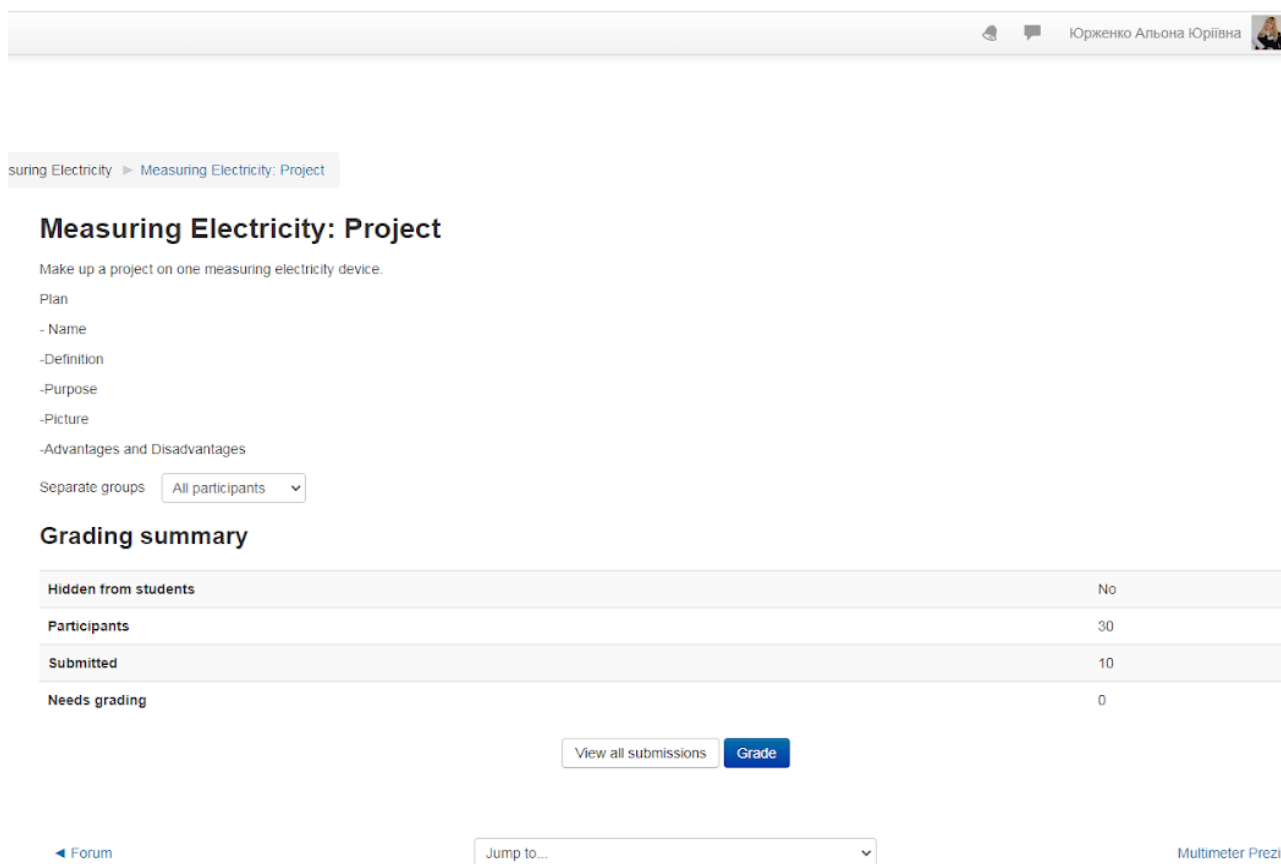 Юрженко Альона Юріївна
suring Electricity ▶ Measuring Electricity: Project
Measuring Electricity: Project
Make up a project on one measuring electricity device.
Plan
- Name
-Definition
-Purpose
-Picture
-Advantages and Disadvantages
Separate groups All participants
Grading summary
Hidden from students No
Participants 30
Submitted 10
Needs grading 0
View all submissions Grade
◄ Forum Jump to... Multimeter Prezi